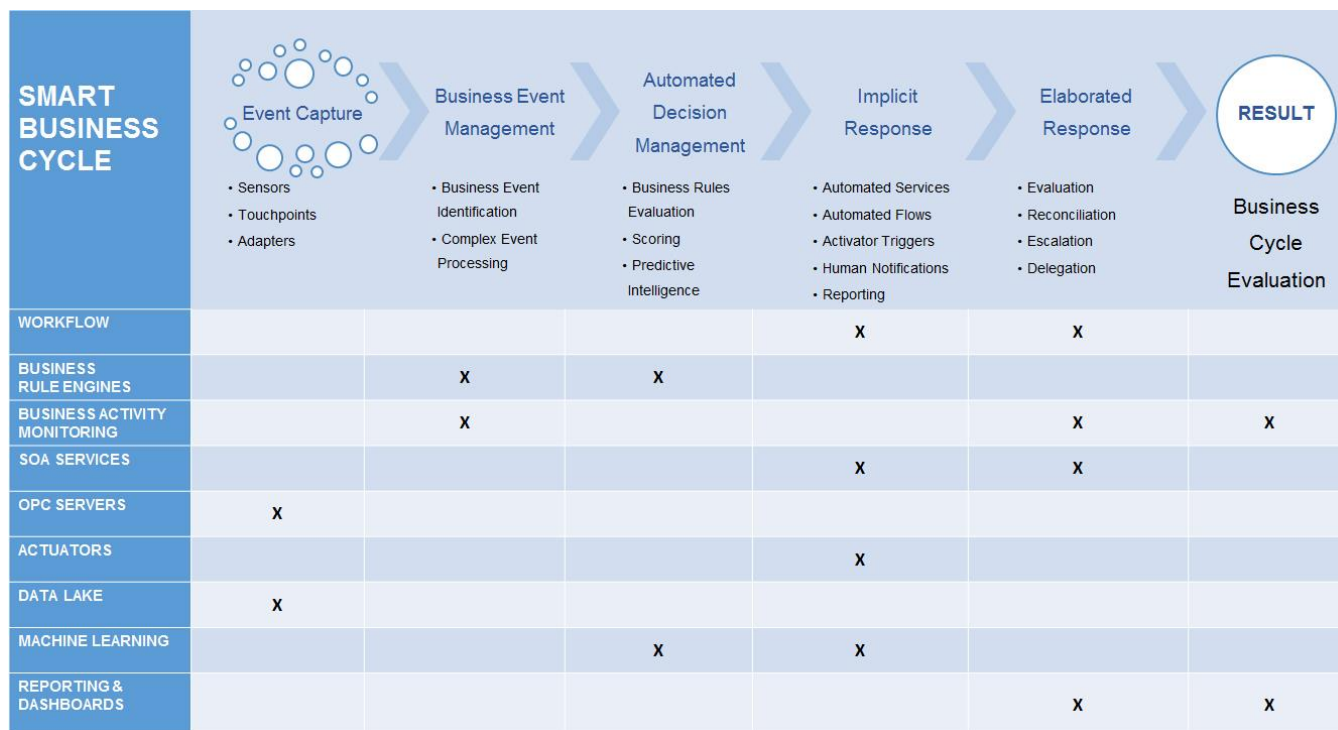 SMART
BUSINESS
CYCLE
Event Capture
• Sensors
• Touchpoints
• Adapters
Business Event
Management
• Business Event
Identification
• Complex Event
Processing
Automated
Decision
Management
• Business Rules
Evaluation
• Scoring
• Predictive
Intelligence
Implicit
Response
• Automated Services
• Automated Flows
• Activator Triggers
• Human Notifications
• Reporting
Elaborated
Response
• Evaluation
• Reconciliation
• Escalation
• Delegation
RESULT
Business
Cycle
Evaluation
WORKFLOW X X
BUSINESS
RULE ENGINES X X
BUSINESS ACTIVITY
MONITORING X X X
SOA SERVICES X X
OPC SERVERS X
ACTUATORS X
DATA LAKE X
MACHINE LEARNING X X
REPORTING &
DASHBOARDS X X